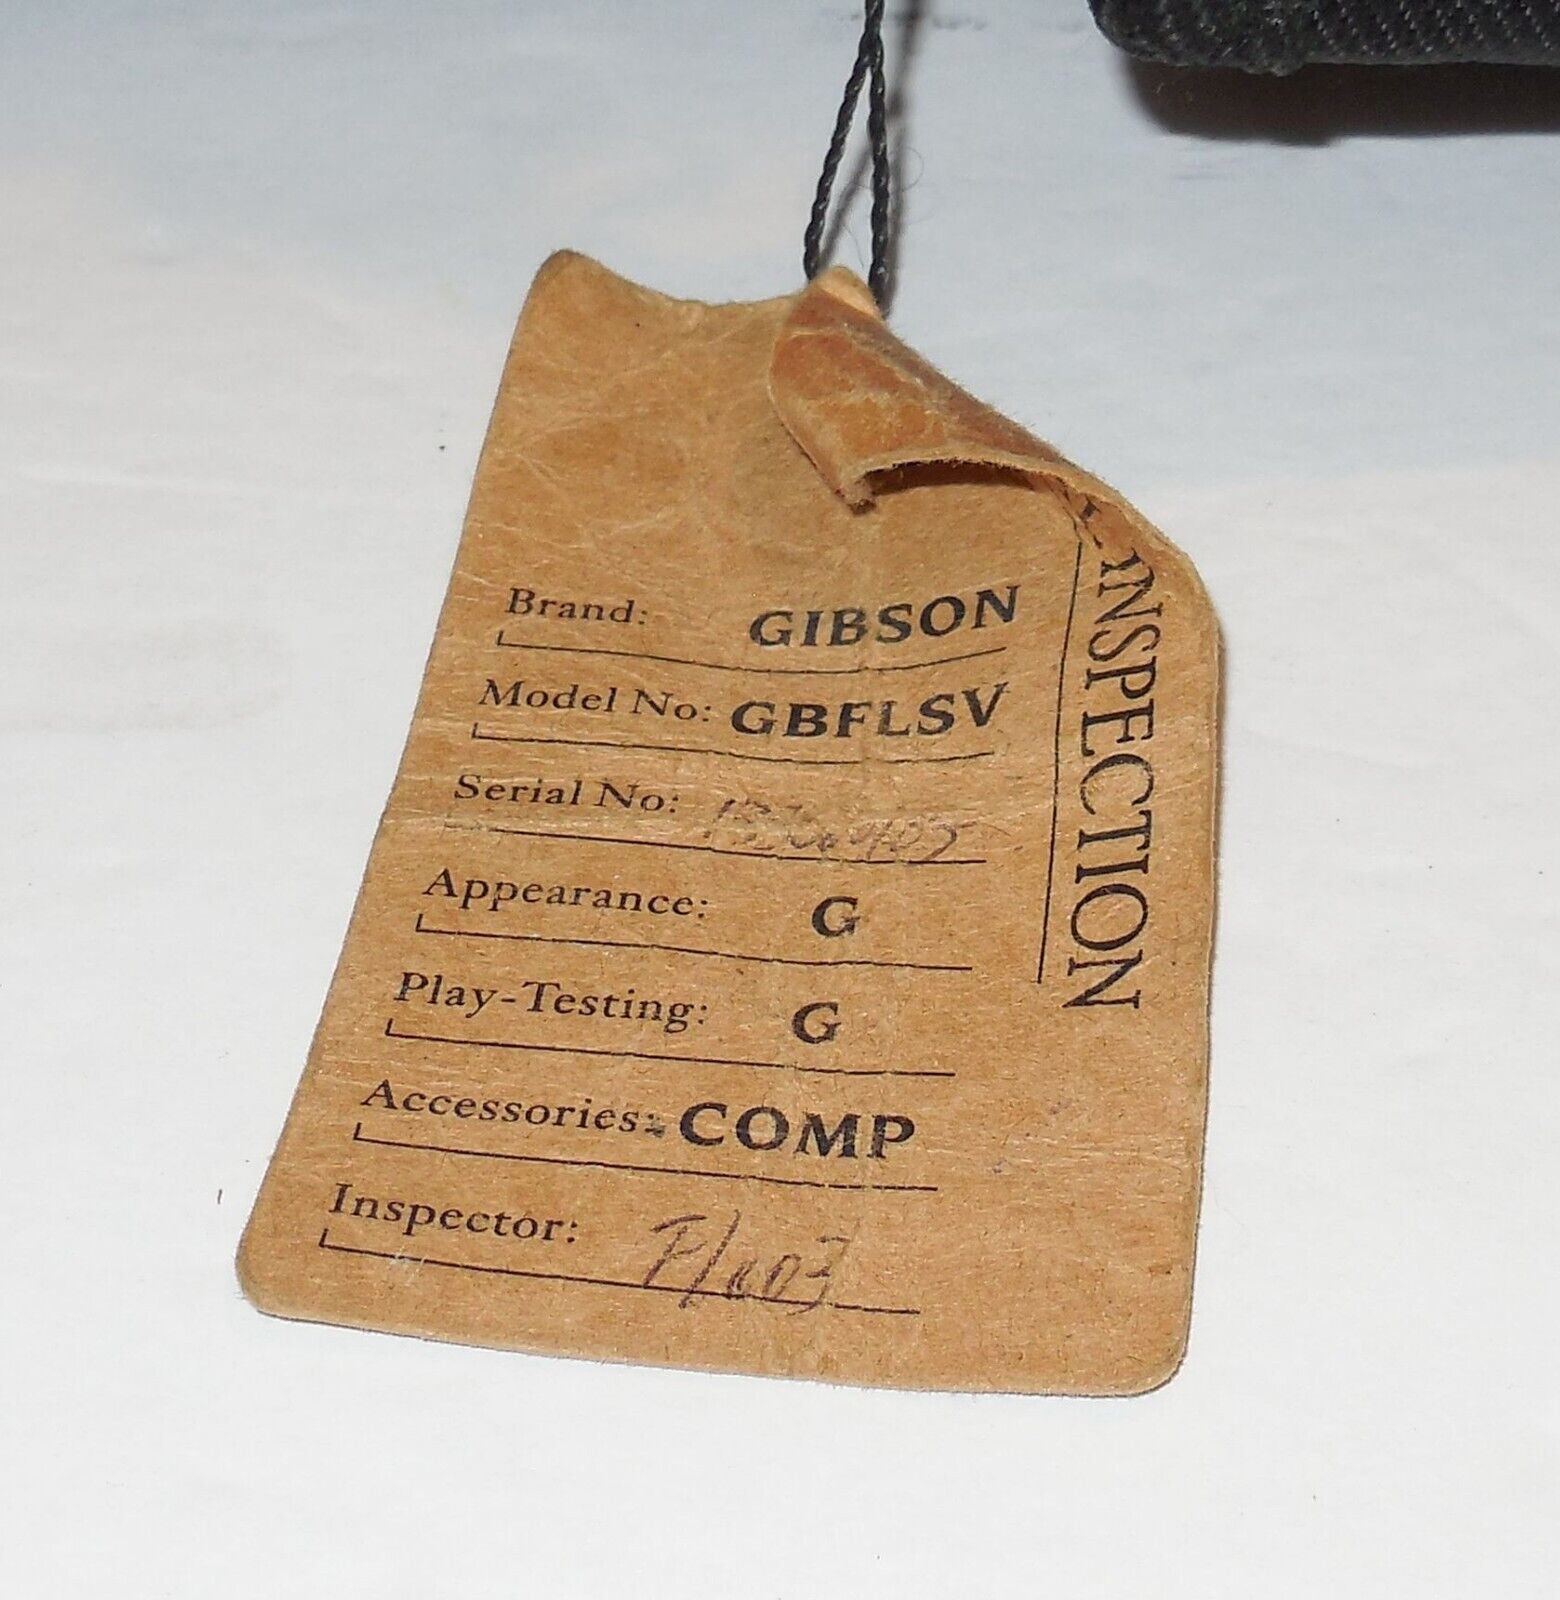 Brand: GIBSON
Model No: GBFLSV
Serial No:
Appearance: G
Play-Testing: G
Accessories: COMP
Inspector:
INSPECTION